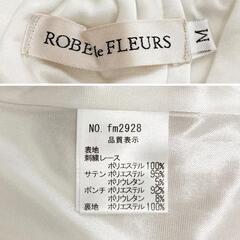 ROBE de FLEURS
M
NO. fm2928
品質表示
表地
刺繍レース
ポリエステル 100%
サテン ポリエステル 95%
ポリウレタン 5%
ポンチ ポリエステル 92%
ポリウレタン 8%
裏地 ポリエステル 100%